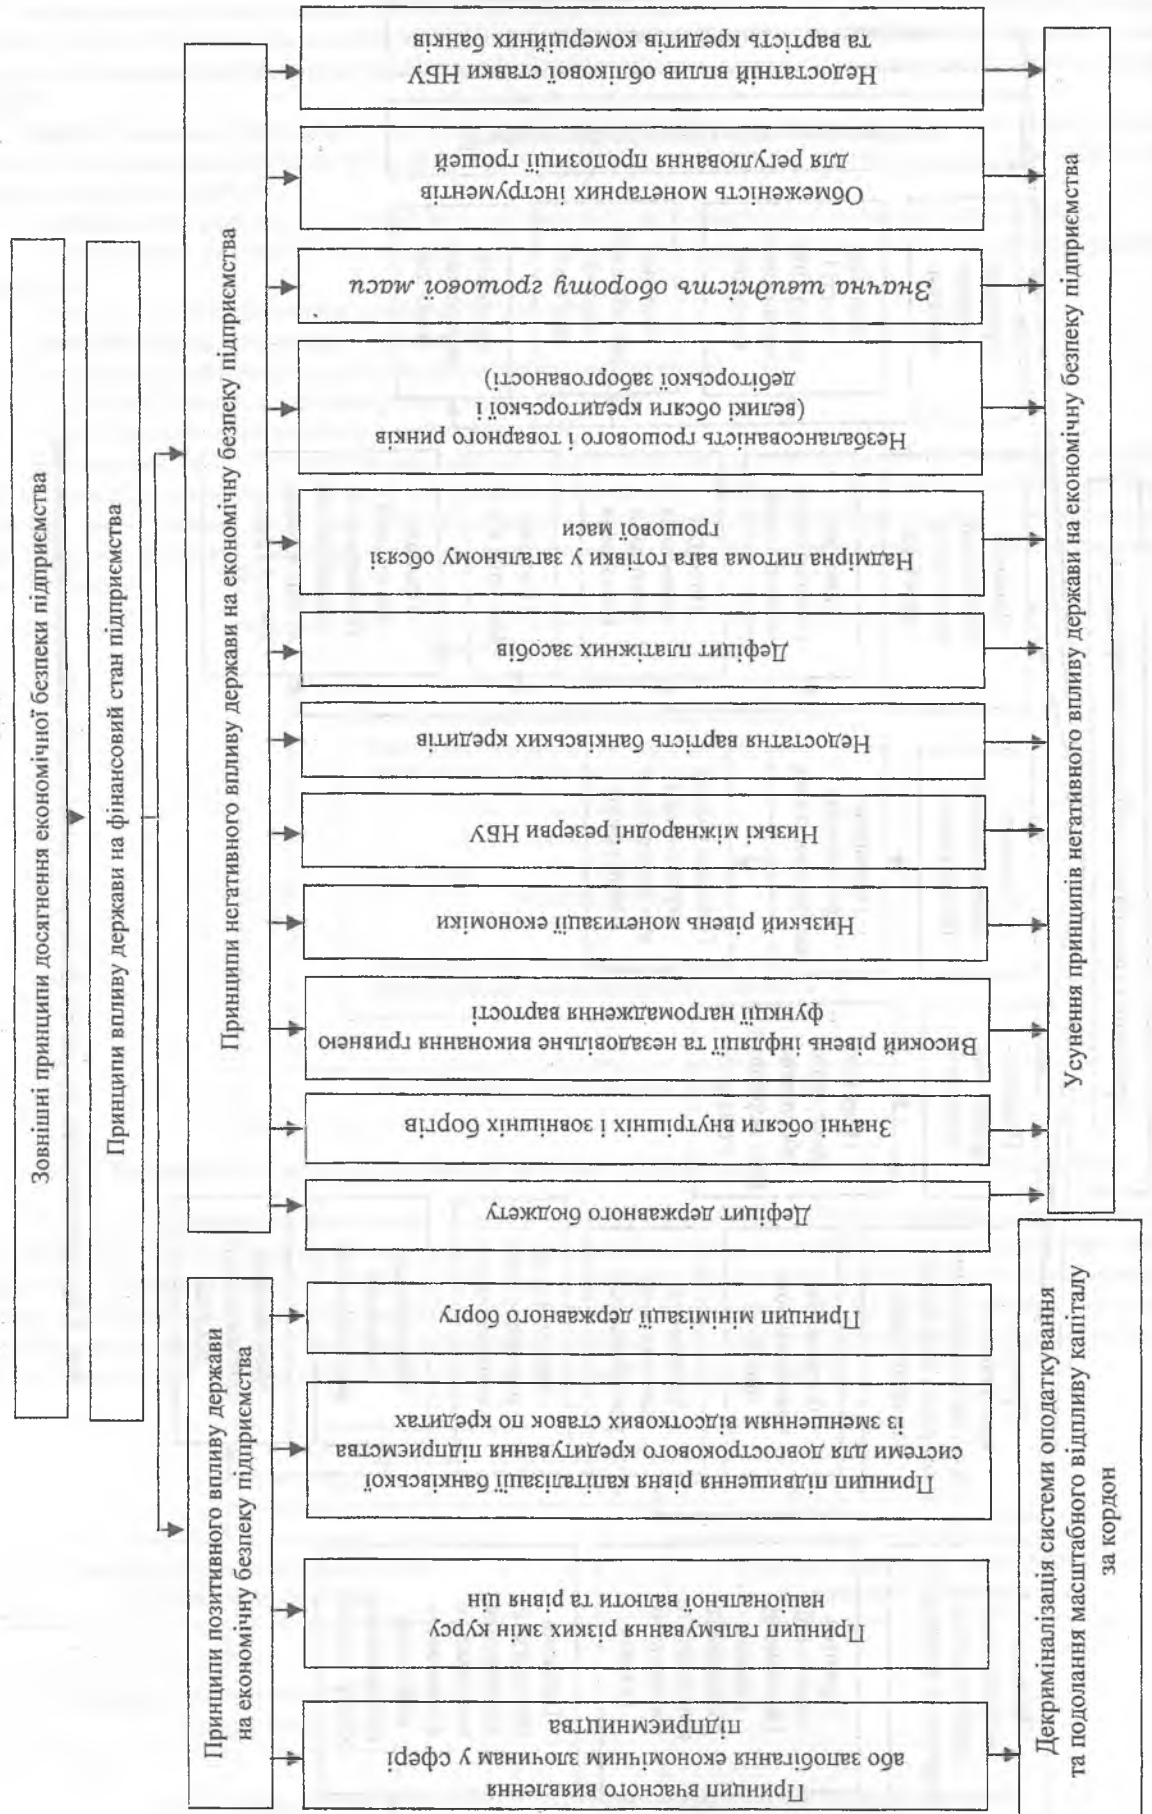 Зовнішні принципи досягнення економічної безпеки підприємства
Принципи впливу держави на фінансовий стан підприємства
Принципи позитивного впливу держави
на економічну безпеку підприємства
Принципи негативного впливу держави на економічну безпеку підприємства
Принцип вчасного виявлення
або запобігання економічним злочинам у сфері
підприємництва
Принцип гальмування різких змін курсу
національної валюти та рівня цін
Принцип підвищення рівня капіталізації банківської
системи для довгострокового кредитування підприємства
із зменшенням відсоткових ставок по кредитах
Принцип мінімізації державного боргу
Дефіцит державного бюджету
Значні обсяги внутрішніх і зовнішніх боргів
Високий рівень інфляції та незадовільне виконання гривнею
функції нагромадження вартості
Низький рівень монетизації економіки
Низькі міжнародні резерви НБУ
Недостатня вартість банківських кредитів
Дефіцит платіжних засобів
Надмірна питома вага готівки у загальному обсязі
грошової маси
Незбалансованість грошового і товарного ринків
(великі обсяги кредиторської і
дебіторської заборгованості)
Значна швидкість обороту грошової маси
Обмеженість монетарних інструментів
для регулювання пропозиції грошей
Недостатній вплив облікової ставки НБУ
та вартість кредитів комерційних банків
Декриміналізація системи оподаткування
та подолання масштабного відпливу капіталу
за кордон
Усунення принципів негативного впливу держави на економічну безпеку підприємства